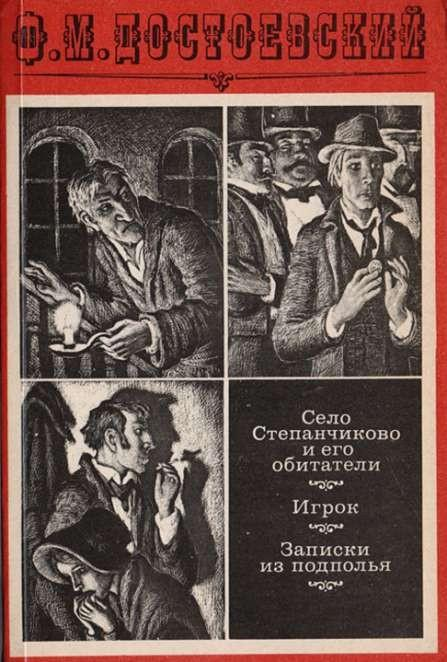 Ф.М.ДОСТОЕВСКИЙ
Село
Степанчиково
и его
обитатели
Игрок
Записки
из подполья